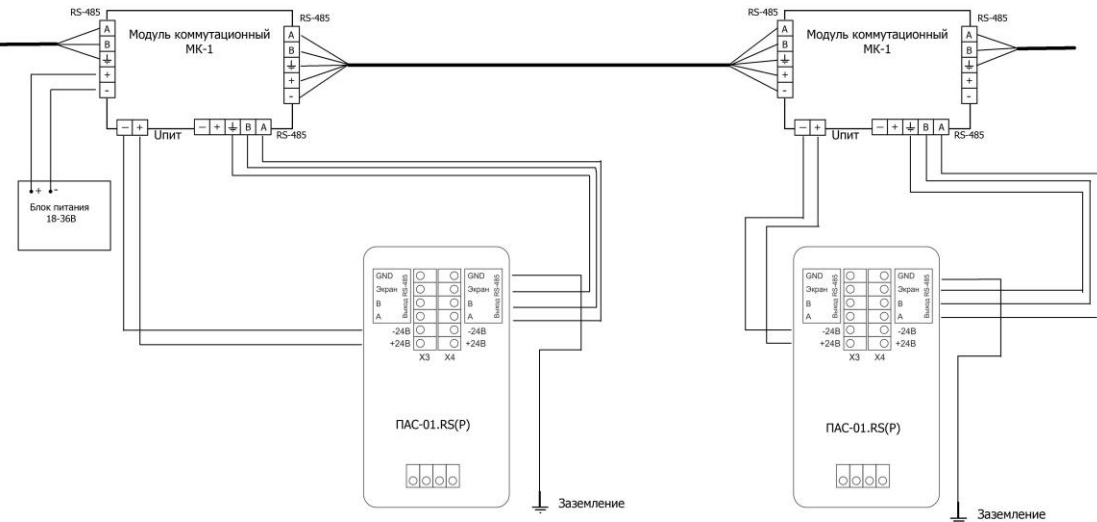 RS-485
A
B
+
-
Модуль коммутационный
МК-1
RS-485
A
B
+
-
− + Uпит
− + B A RS-485
+ -
Блок питания
18-36В
GND
Экран
B
A
Выход RS-485
-24В
+24В
X3 X4
GND
Экран
B
A
Выход RS-485
-24В
+24В
ПАС-01.RS(Р)
Заземление
RS-485
A
B
+
-
Модуль коммутационный
МК-1
RS-485
A
B
+
-
− + Uпит
− + B A RS-485
GND
Экран
B
A
Выход RS-485
-24В
+24В
X3 X4
GND
Экран
B
A
Выход RS-485
-24В
+24В
ПАС-01.RS(Р)
Заземление